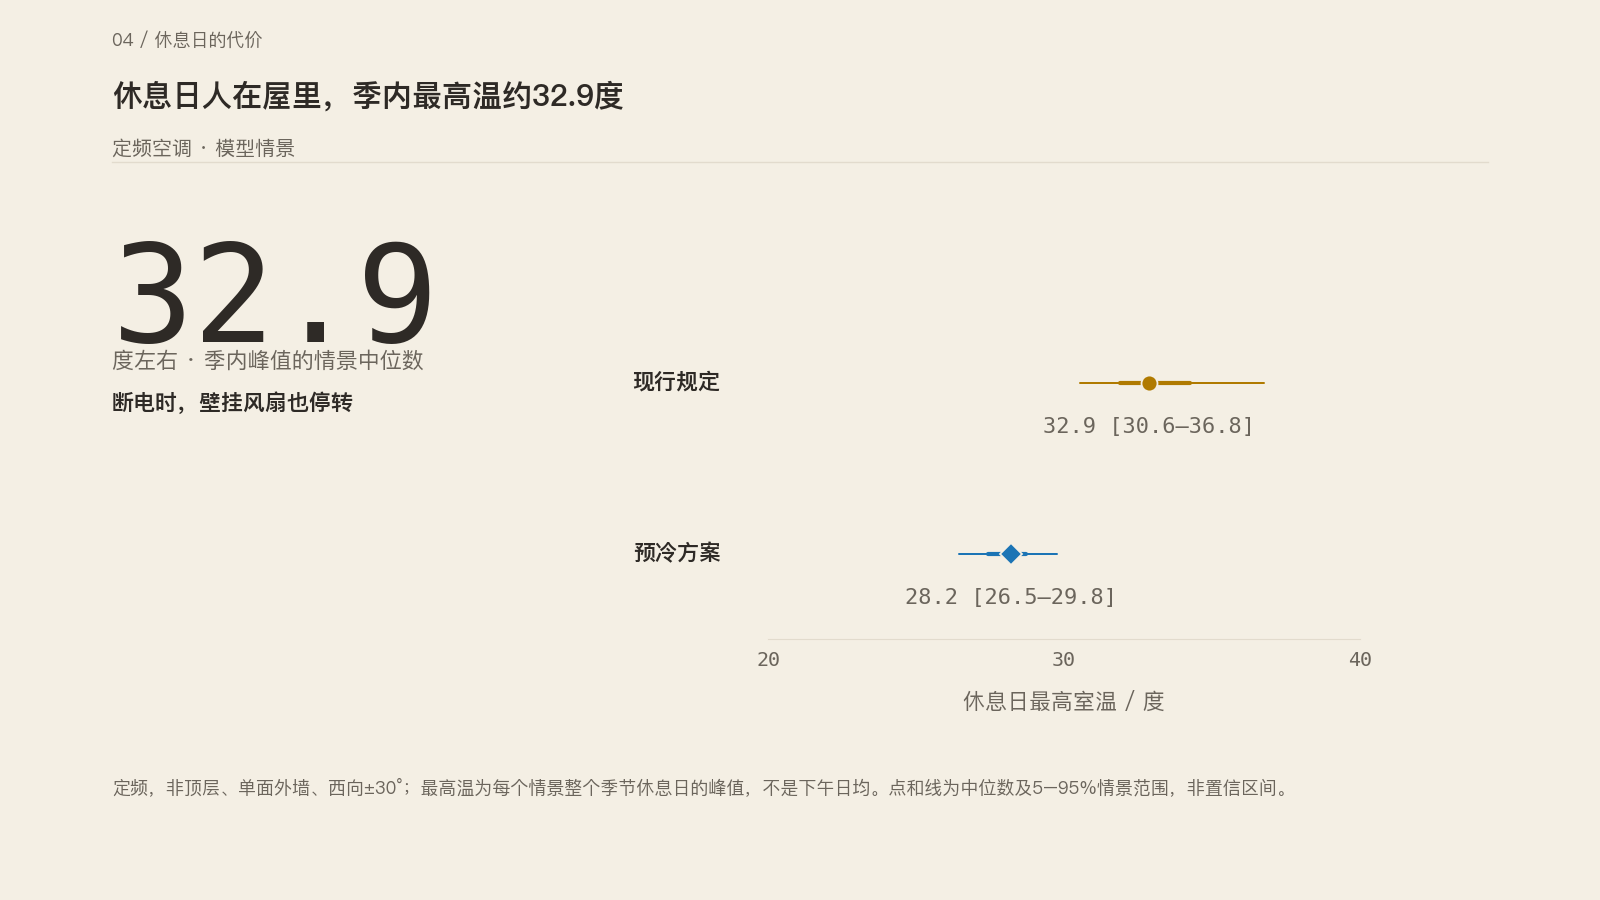 04 / 休息日的代价
休息日人在屋里，季内最高温约32.9度
定频空调 · 模型情景
32.9
度左右 · 季内峰值的情景中位数
断电时，壁挂风扇也停转
现行规定
32.9 [30.6—36.8]
预冷方案
28.2 [26.5—29.8]
20 30 40
休息日最高室温 / 度
定频，非顶层、单面外墙、西向±30°；最高温为每个情景整个季节休息日的峰值，不是下午日均。点和线为中位数及5—95%情景范围，非置信区间。